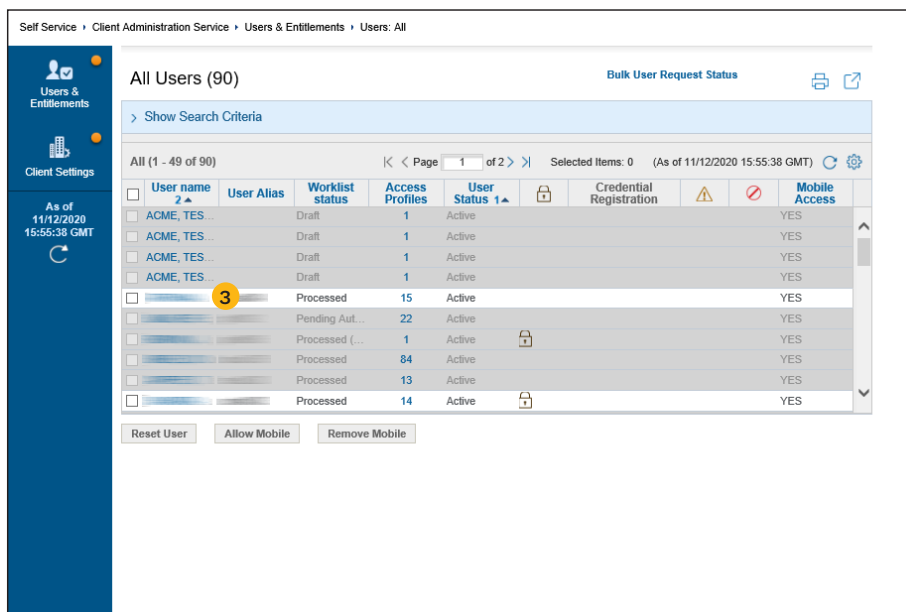 Self Service › Client Administration Service › Users & Entitlements › Users: All
Users &
Entitlements
Client Settings
As of
11/12/2020
15:55:38 GMT
All Users (90)
Bulk User Request Status
> Show Search Criteria
All (1 - 49 of 90) Page 1 of 2 Selected Items: 0 (As of 11/12/2020 15:55:38 GMT)
User name 2 User Alias Worklist status Access Profiles User Status 1 Credential Registration Mobile Access
ACME, TES... Draft 1 Active YES
ACME, TES... Draft 1 Active YES
ACME, TES... Draft 1 Active YES
ACME, TES... Draft 1 Active YES
3 Processed 15 Active YES
Pending Aut... 22 Active YES
Processed (... 1 Active YES
Processed 84 Active YES
Processed 13 Active YES
Processed 14 Active YES
Reset User Allow Mobile Remove Mobile